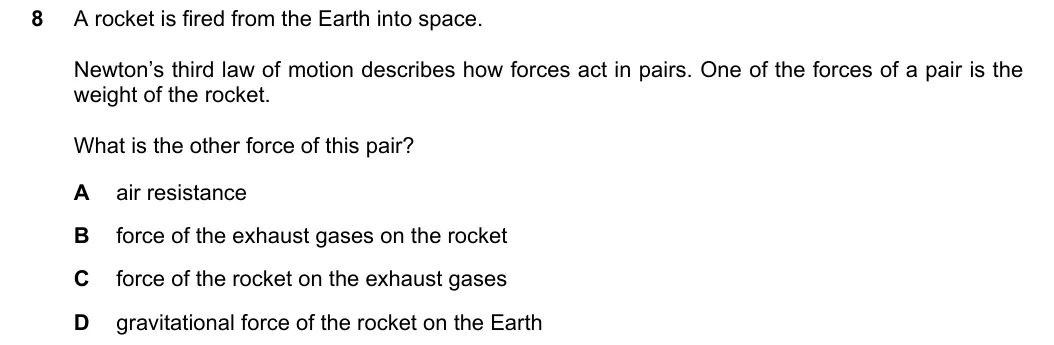 8 A rocket is fired from the Earth into space.
Newton's third law of motion describes how forces act in pairs. One of the forces of a pair is the
weight of the rocket.
What is the other force of this pair?
A air resistance
B force of the exhaust gases on the rocket
C force of the rocket on the exhaust gases
D gravitational force of the rocket on the Earth